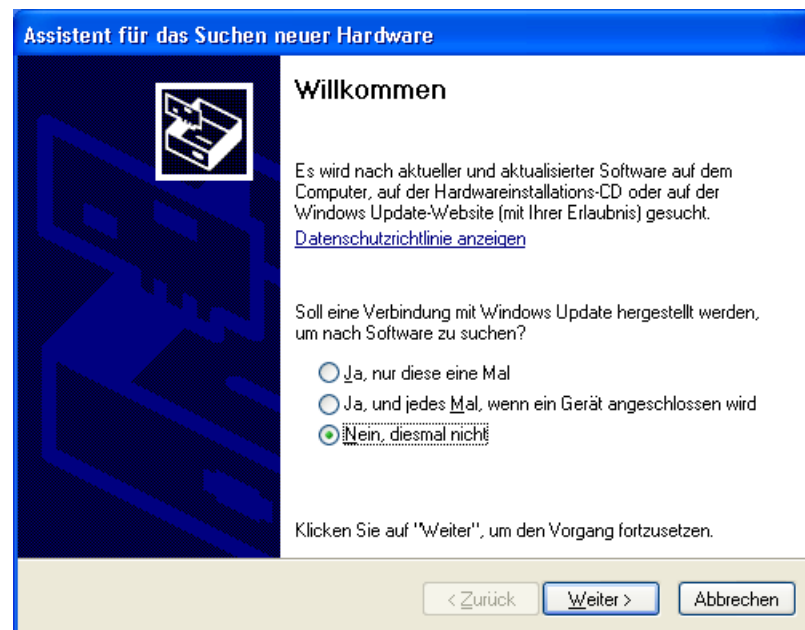 Assistent für das Suchen neuer Hardware
Willkommen
Es wird nach aktueller und aktualisierter Software auf dem
Computer, auf der Hardwareinstallations-CD oder auf der
Windows Update-Website (mit Ihrer Erlaubnis) gesucht.
Datenschutzrichtlinie anzeigen
Soll eine Verbindung mit Windows Update hergestellt werden,
um nach Software zu suchen?
Ja, nur diese eine Mal
Ja, und jedes Mal, wenn ein Gerät angeschlossen wird
Nein, diesmal nicht
Klicken Sie auf "Weiter", um den Vorgang fortzusetzen.
< Zurück Weiter > Abbrechen